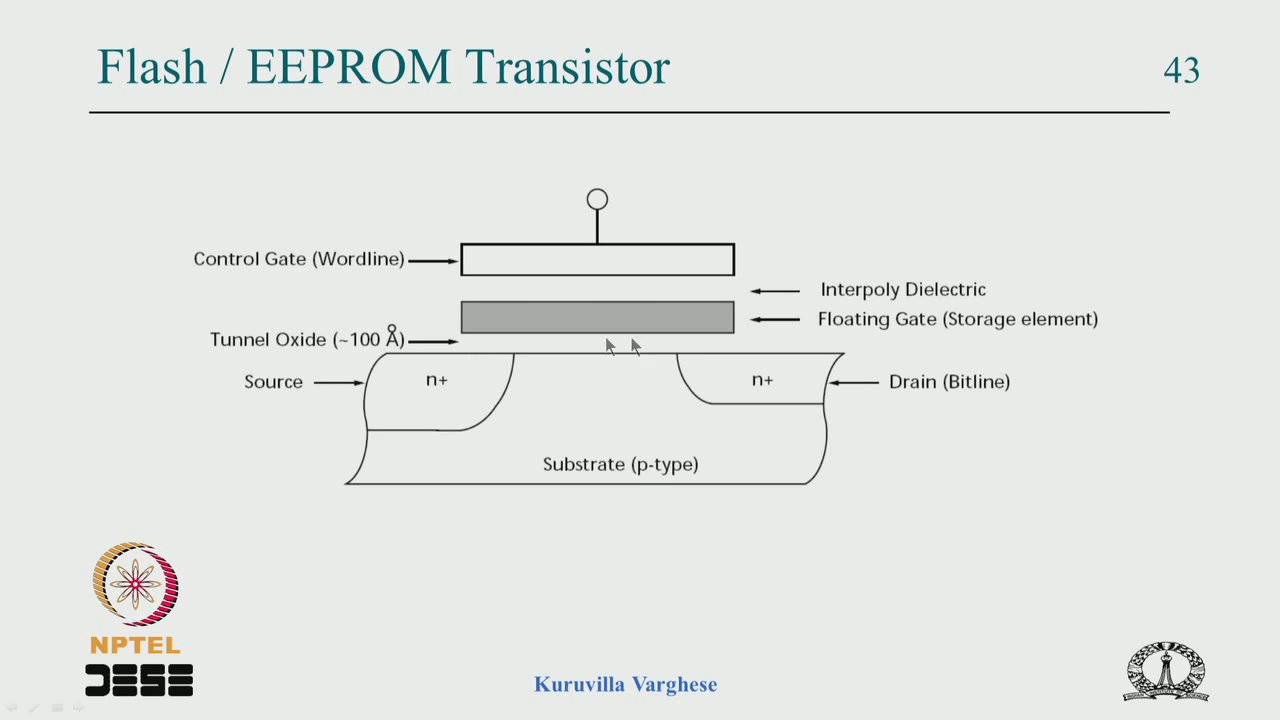 Flash / EEPROM Transistor
43
Control Gate (Wordline)
Interpoly Dielectric
Floating Gate (Storage element)
Tunnel Oxide (~100 Å)
Source
n+
n+
Drain (Bitline)
Substrate (p-type)
NPTEL
DESE
Kuruvilla Varghese